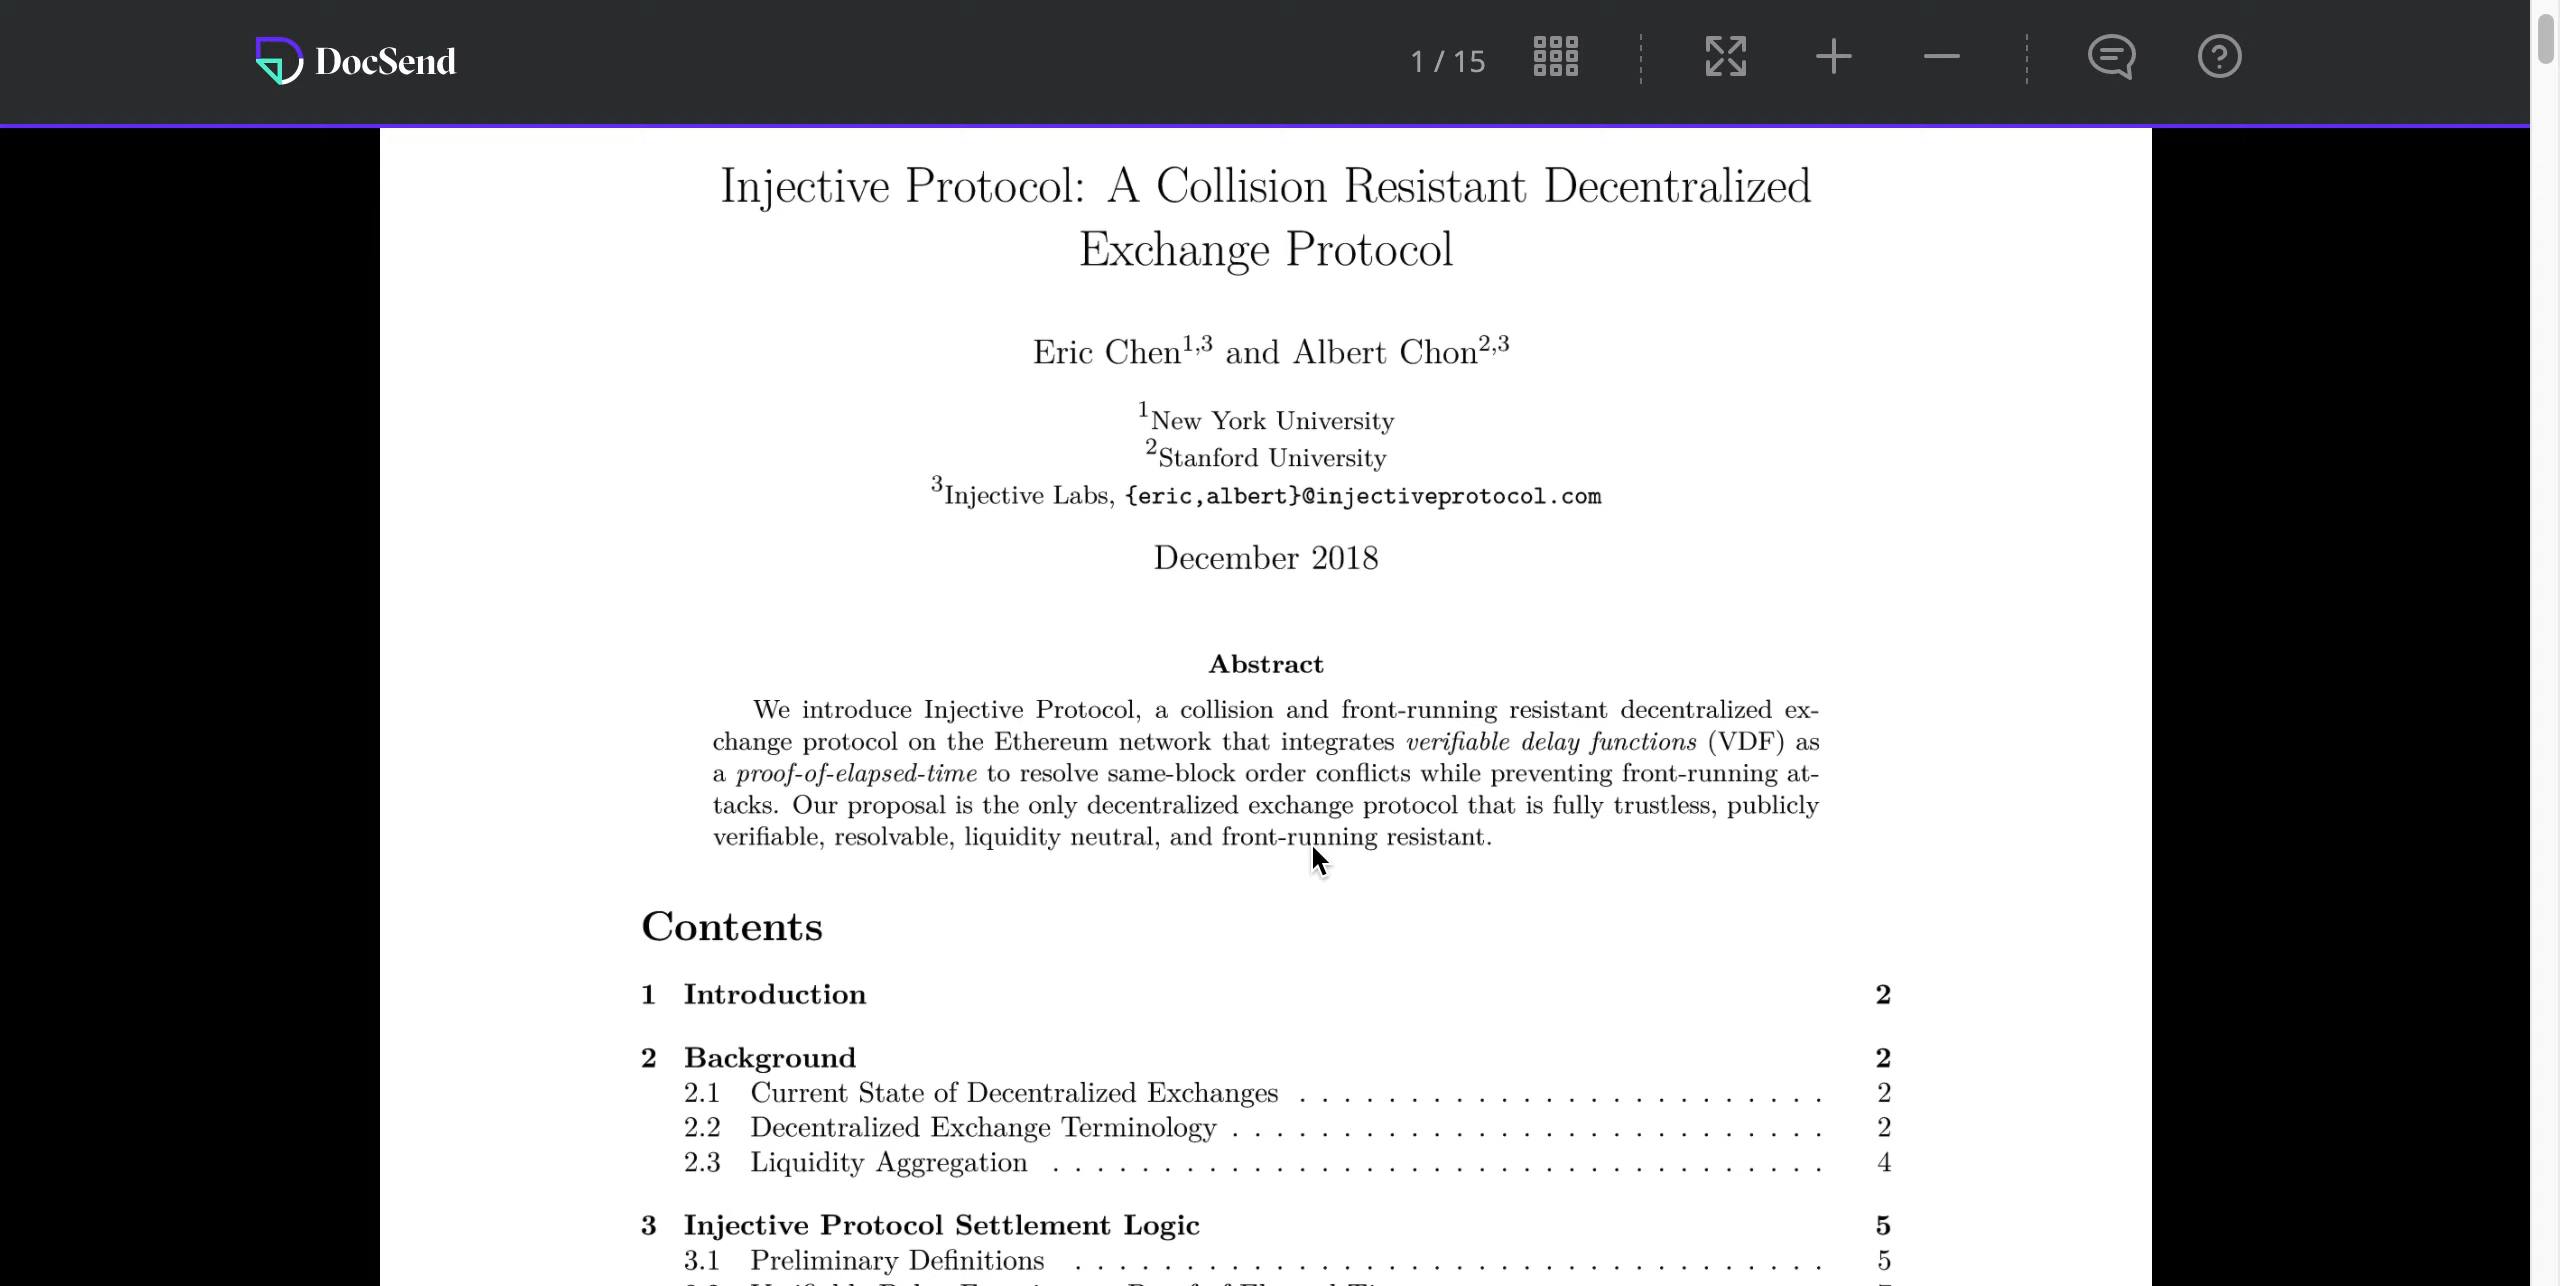 DocSend
1 / 15
Injective Protocol: A Collision Resistant Decentralized
Exchange Protocol
Eric Chen1,3 and Albert Chon2,3
1New York University
2Stanford University
3Injective Labs, {eric,albert}@injectiveprotocol.com
December 2018
Abstract
We introduce Injective Protocol, a collision and front-running resistant decentralized ex-
change protocol on the Ethereum network that integrates verifiable delay functions (VDF) as
a proof-of-elapsed-time to resolve same-block order conflicts while preventing front-running at-
tacks. Our proposal is the only decentralized exchange protocol that is fully trustless, publicly
verifiable, resolvable, liquidity neutral, and front-running resistant.
Contents
1 Introduction 2
2 Background 2
2.1 Current State of Decentralized Exchanges . . . . . . . . . . . . . . . . . . . . . . . . 2
2.2 Decentralized Exchange Terminology . . . . . . . . . . . . . . . . . . . . . . . . . . . 2
2.3 Liquidity Aggregation . . . . . . . . . . . . . . . . . . . . . . . . . . . . . . . . . . . 4
3 Injective Protocol Settlement Logic 5
3.1 Preliminary Definitions . . . . . . . . . . . . . . . . . . . . . . . . . . . . . . . . . . 5